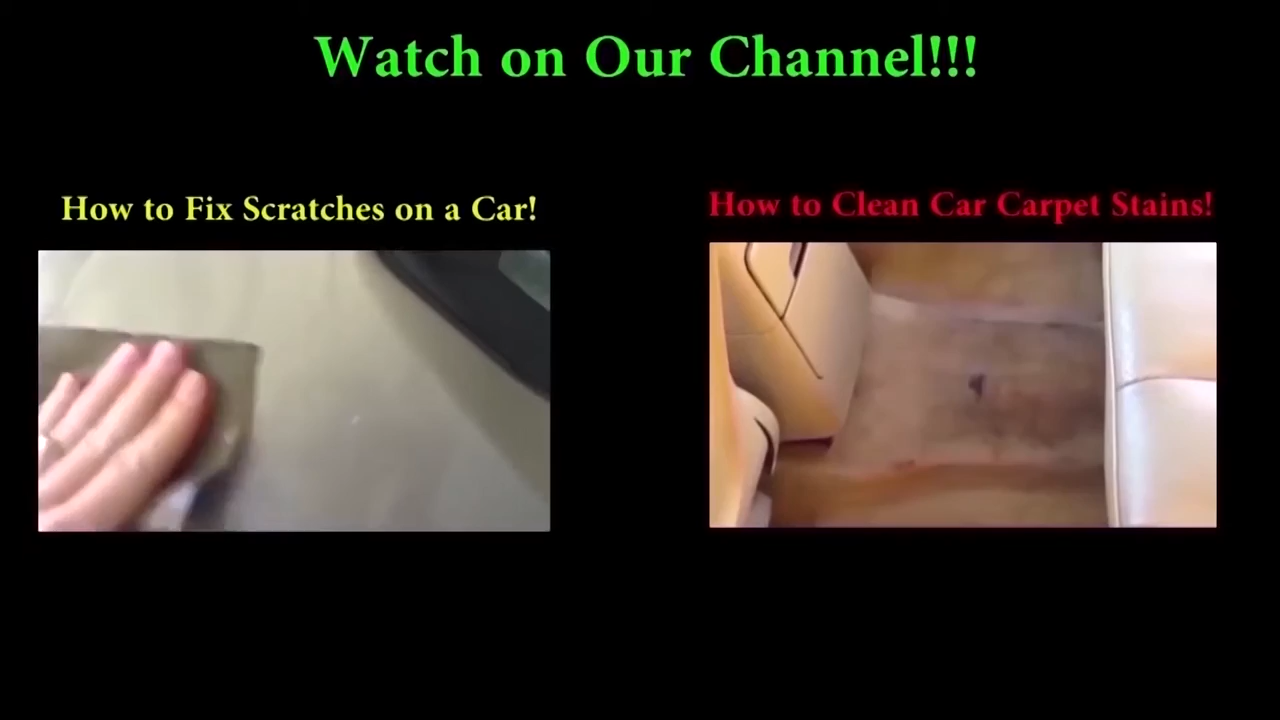 Watch on Our Channel!!!
How to Fix Scratches on a Car!
How to Clean Car Carpet Stains!